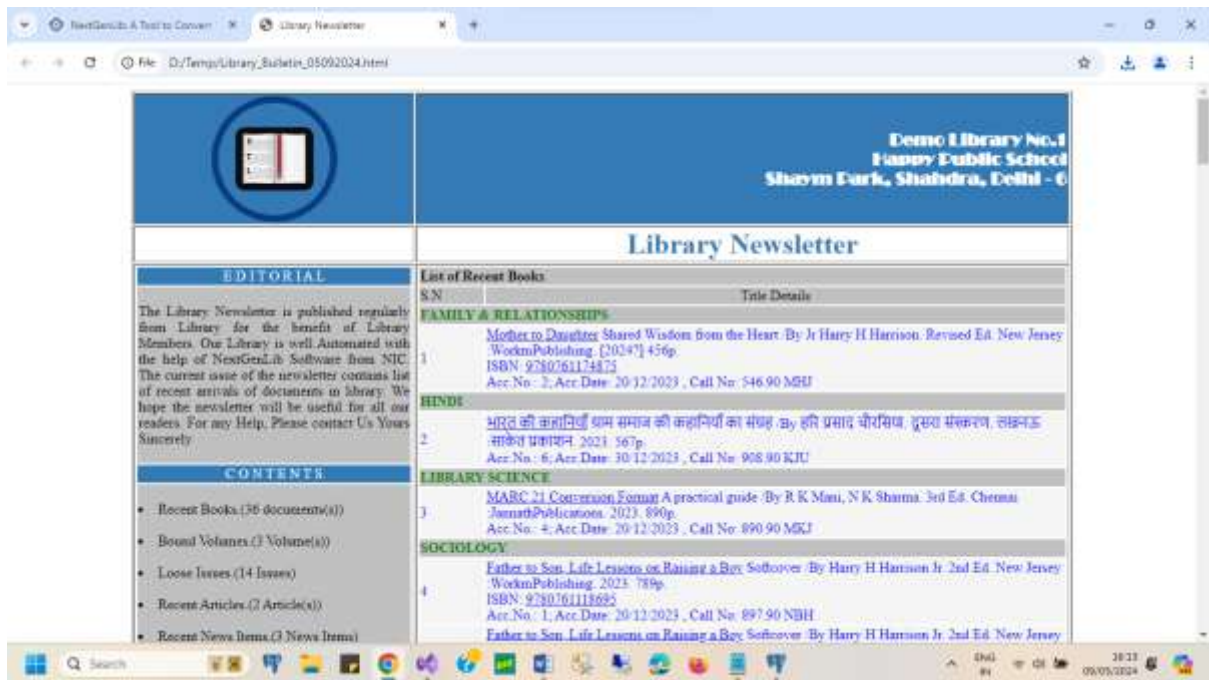 NextGenLib A Tool to Convert
Library Newsletter
File D:/Temp/Library_Bulletin_05092024.html
Demo Library No.1
Happy Public School
Shaym Park, Shahdra, Delhi - 6
Library Newsletter
EDITORIAL
The Library Newsletter is published regularly
from Library for the benefit of Library
Members. Our Library is well Automated with
the help of NextGenLib Software from NIC.
The current issue of the newsletter contains list
of recent arrivals of documents in library. We
hope the newsletter will be useful for all our
readers. For any Help, Please contact Us Yours
Sincerely
CONTENTS
• Recent Books.(36 documents(s))
• Bound Volumes.(3 Volume(s))
• Loose Issues.(14 Issues)
• Recent Articles.(2 Article(s))
• Recent News Items.(3 News Items)
List of Recent Books
S.N Title Details
FAMILY & RELATIONSHIPS
1
Mother to Daughter Shared Wisdom from the Heart /By Jr Harry H Harrison. Revised Ed. New Jersey
:WorkmPublishing. [2024?] 456p.
ISBN: 9780761174875
Acc.No.: 2; Acc.Date: 20/12/2023 , Call No: 546.90 MHJ
HINDI
2
भारत की कहानियाँ ग्राम समाज की कहानियों का संग्रह /By हरि प्रसाद चौरसिया. दूसरा संस्करण. लखनऊ
:साकेत प्रकाशन. 2023. 567p.
Acc.No.: 6; Acc.Date: 30/12/2023 , Call No: 908.90 KJU
LIBRARY SCIENCE
3
MARC 21 Conversion Format A practical guide /By R K Mani, N K Sharma. 3rd Ed. Chennai
:JannathPublications. 2023. 890p.
Acc.No.: 4; Acc.Date: 20/12/2023 , Call No: 890.90 MKJ
SOCIOLOGY
4
Father to Son, Life Lessons on Raising a Boy Softcover /By Harry H Harrison Jr. 2nd Ed. New Jersey
:WorkmPublishing. 2023. 789p.
ISBN: 9780761118695
Acc.No.: 1; Acc.Date: 20/12/2023 , Call No: 897.90 NBH
Father to Son, Life Lessons on Raising a Boy Softcover /By Harry H Harrison Jr. 2nd Ed. New Jersey
Search
ENG
IN
09/05/2024